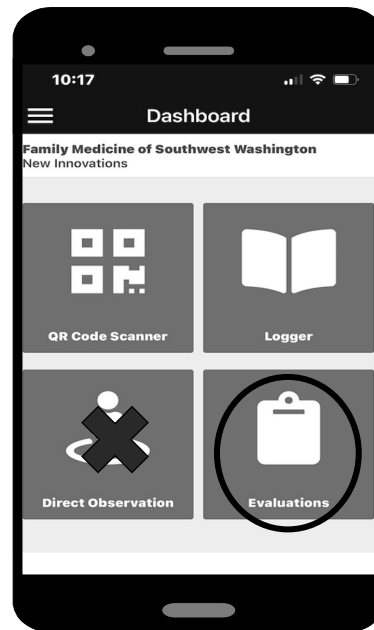 10:17
Dashboard
Family Medicine of Southwest Washington
New Innovations
QR Code Scanner
Logger
Direct Observation
Evaluations